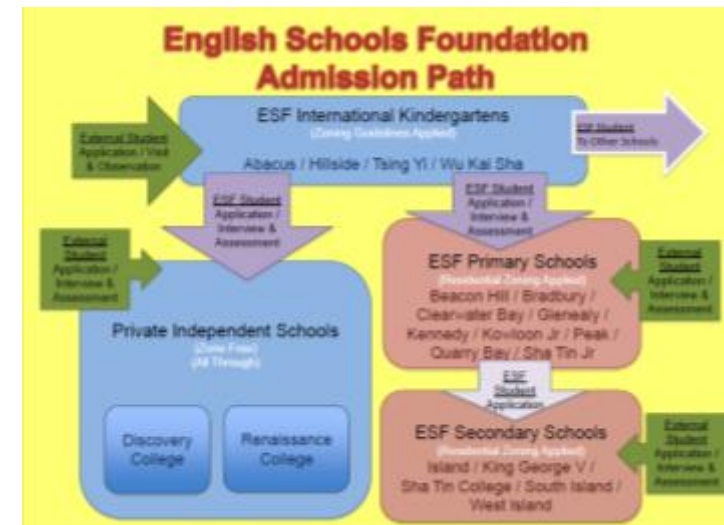 English Schools Foundation
Admission Path
ESF International Kindergartens
(Zoning Guidelines Applied)
Abacus / Hillside / Tsing Yi / Wu Kai Sha
External Student
Application / Visit
& Observation
ESF Student
To Other Schools
ESF Student
Application /
Interview &
Assessment
ESF Student
Application /
Interview &
Assessment
External
Student
Application /
Interview &
Assessment
Private Independent Schools
(Zone Free)
(All Through)
Discovery
College
Renaissance
College
ESF Primary Schools
(Residential Zoning Applied)
Beacon Hill / Bradbury /
Clearwater Bay / Glenealy /
Kennedy / Kowloon Jr / Peak /
Quarry Bay / Sha Tin Jr
External
Student
Application /
Interview &
Assessment
ESF
Student
Application
ESF Secondary Schools
(Residential Zoning Applied)
Island / King George V /
Sha Tin College / South Island /
West Island
External
Student
Application /
Interview &
Assessment